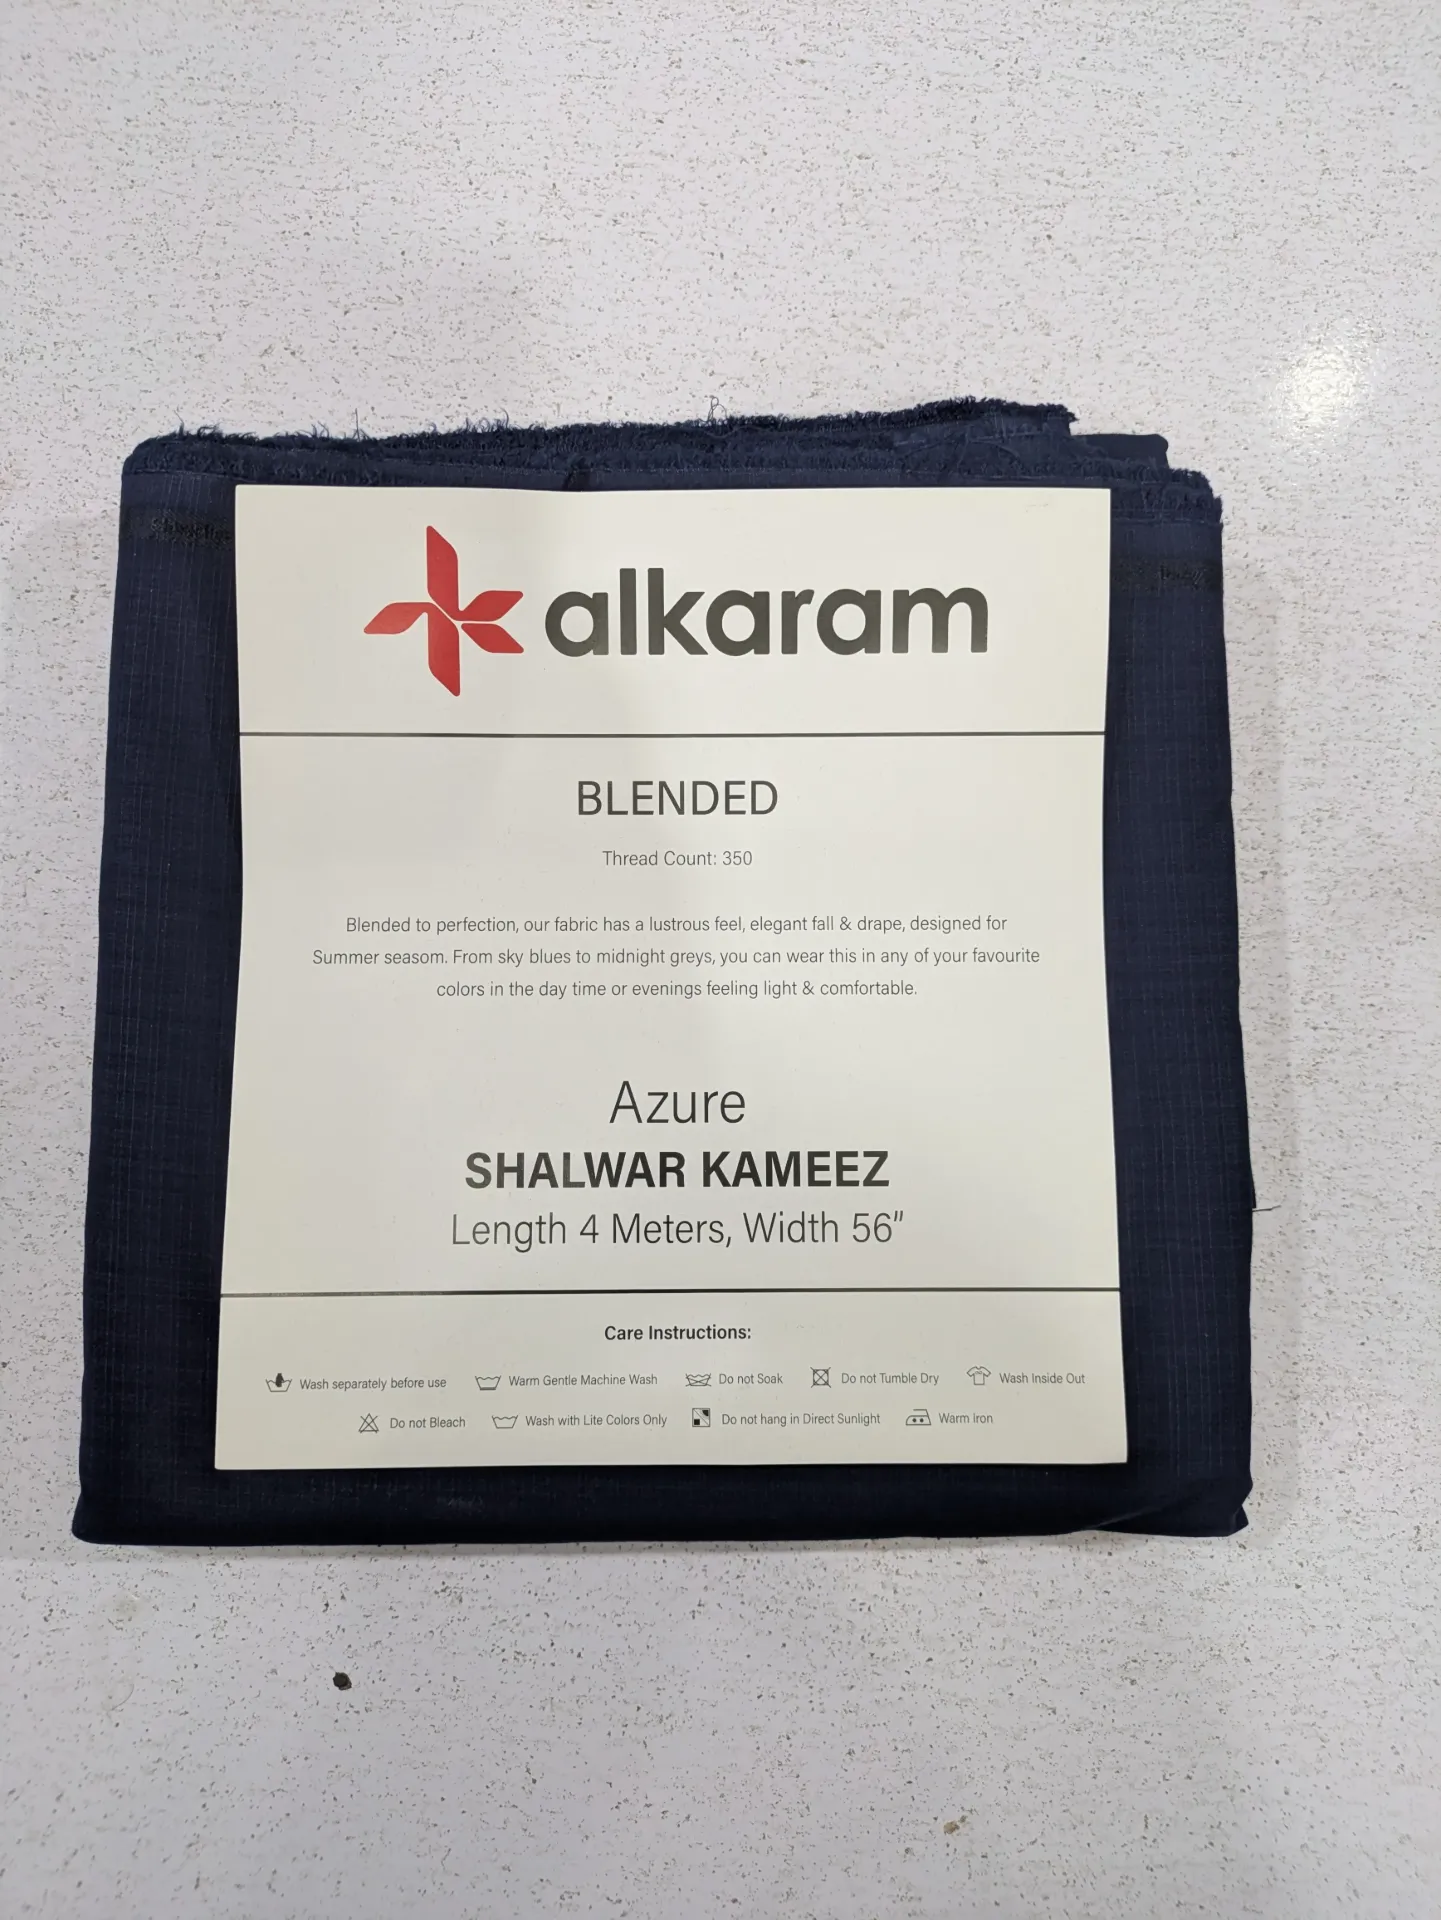 alkaram
BLENDED
Thread Count: 350
Blended to perfection, our fabric has a lustrous feel, elegant fall & drape, designed for
Summer seasom. From sky blues to midnight greys, you can wear this in any of your favourite
colors in the day time or evenings feeling light & comfortable.
Azure
SHALWAR KAMEEZ
Length 4 Meters, Width 56"
Care Instructions:
Wash separately before use Warm Gentle Machine Wash Do not Soak Do not Tumble Dry Wash Inside Out
Do not Bleach Wash with Lite Colors Only Do not hang in Direct Sunlight Warm Iron